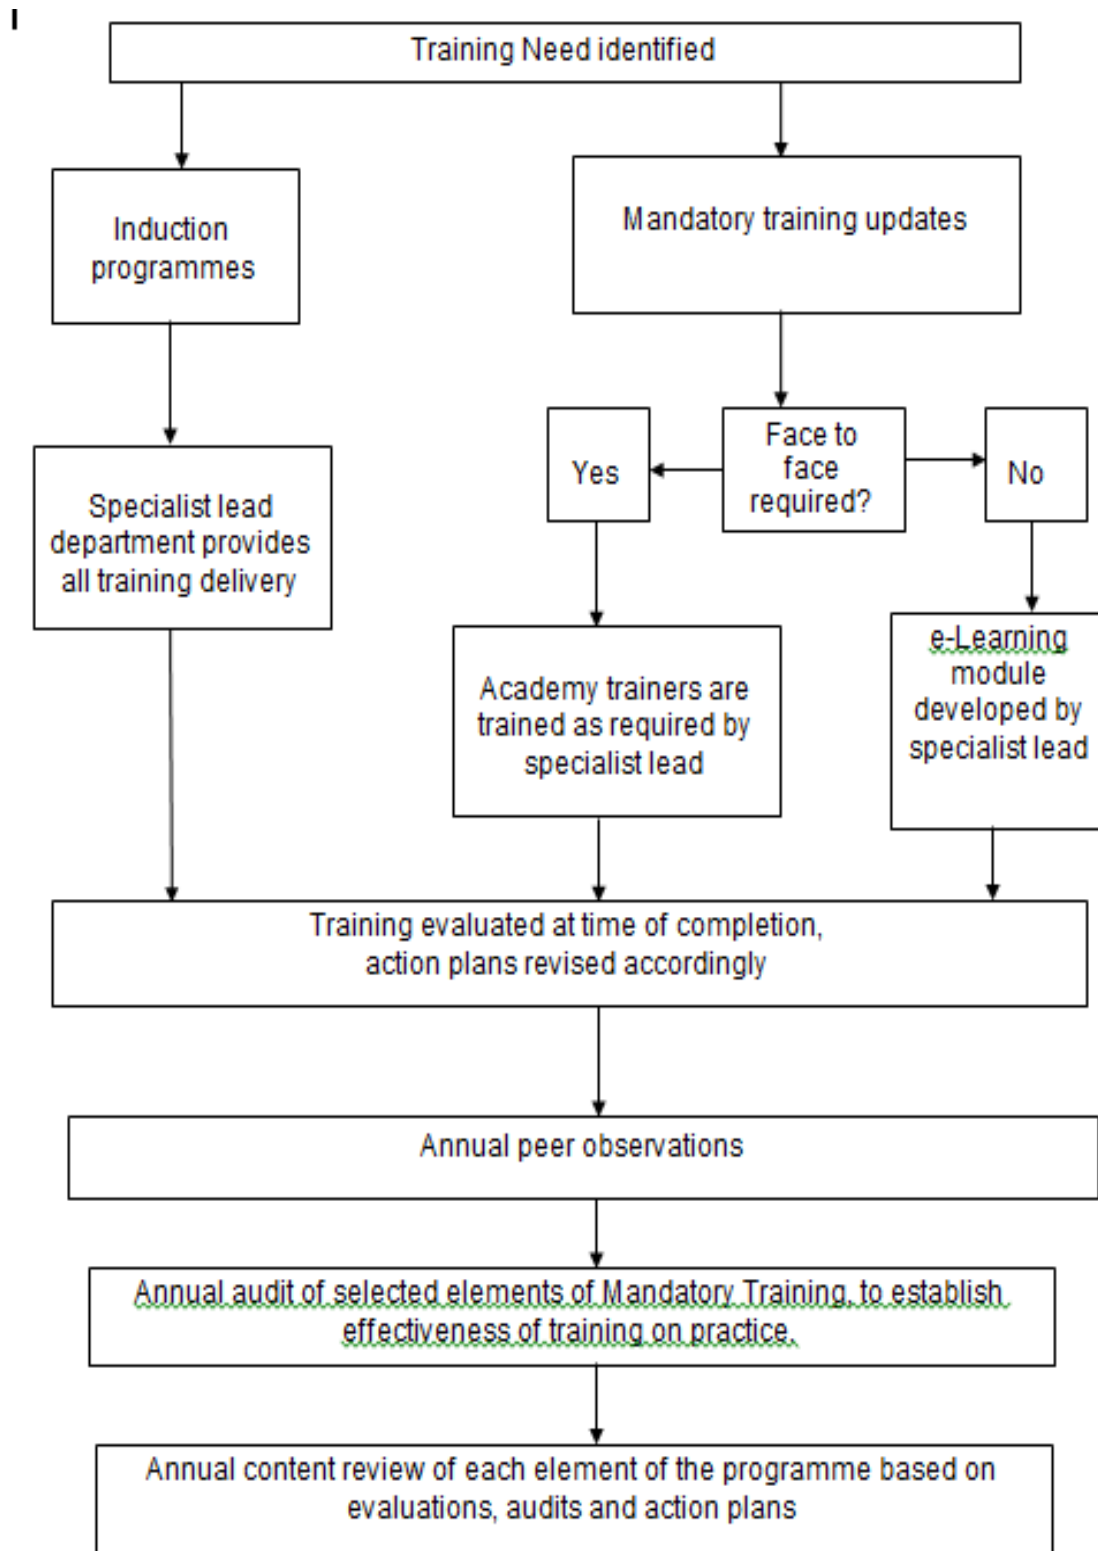 I
Training Need identified
Induction
programmes
Mandatory training updates
Specialist lead
department provides
all training delivery
Yes
Face to
face
required?
No
Academy trainers are
trained as required by
specialist lead
e-Learning
module
developed by
specialist lead
Training evaluated at time of completion,
action plans revised accordingly
Annual peer observations
Annual audit of selected elements of Mandatory Training, to establish
effectiveness of training on practice.
Annual content review of each element of the programme based on
evaluations, audits and action plans